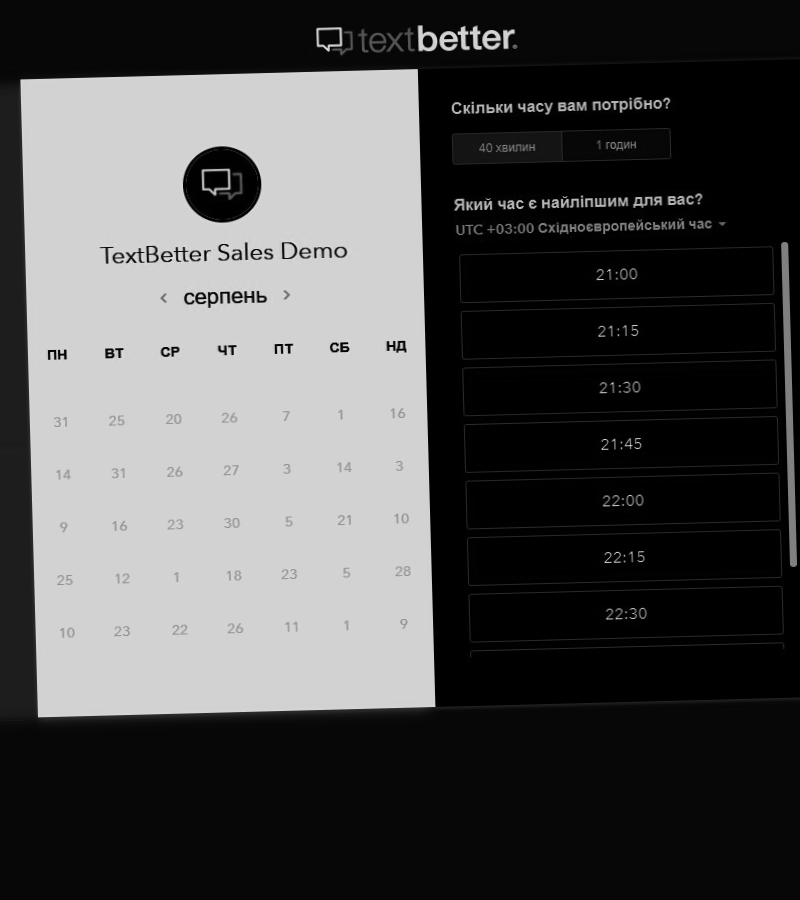 textbetter.
TextBetter Sales Demo
‹ серпень ›
ПН ВТ СР ЧТ ПТ СБ НД
31 25 20 26 7 1 16
14 31 26 27 3 14 3
9 16 23 30 5 21 10
25 12 1 18 23 5 28
10 23 22 26 11 1 9
Скільки часу вам потрібно?
40 хвилин 1 годин
Який час є найліпшим для вас?
UTC +03:00 Східноєвропейський час
21:00
21:15
21:30
21:45
22:00
22:15
22:30